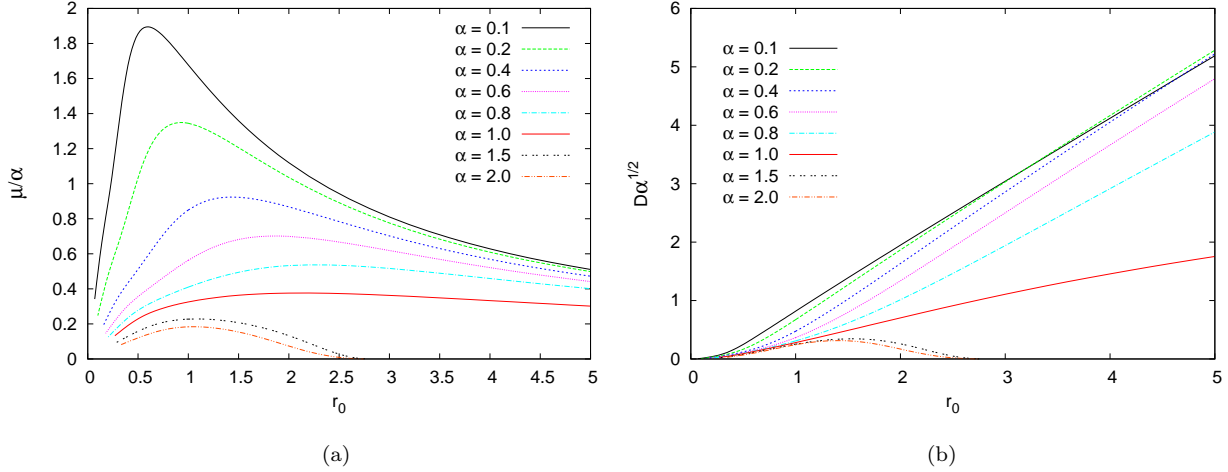 2
1.8
1.6
1.4
1.2
1
0.8
0.6
0.4
0.2
0
μ/α
0 0.5 1 1.5 2 2.5 3 3.5 4 4.5 5
r0
α = 0.1
α = 0.2
α = 0.4
α = 0.6
α = 0.8
α = 1.0
α = 1.5
α = 2.0
(a)
6
5
4
3
2
1
0
Dα1/2
0 1 2 3 4 5
r0
α = 0.1
α = 0.2
α = 0.4
α = 0.6
α = 0.8
α = 1.0
α = 1.5
α = 2.0
(b)